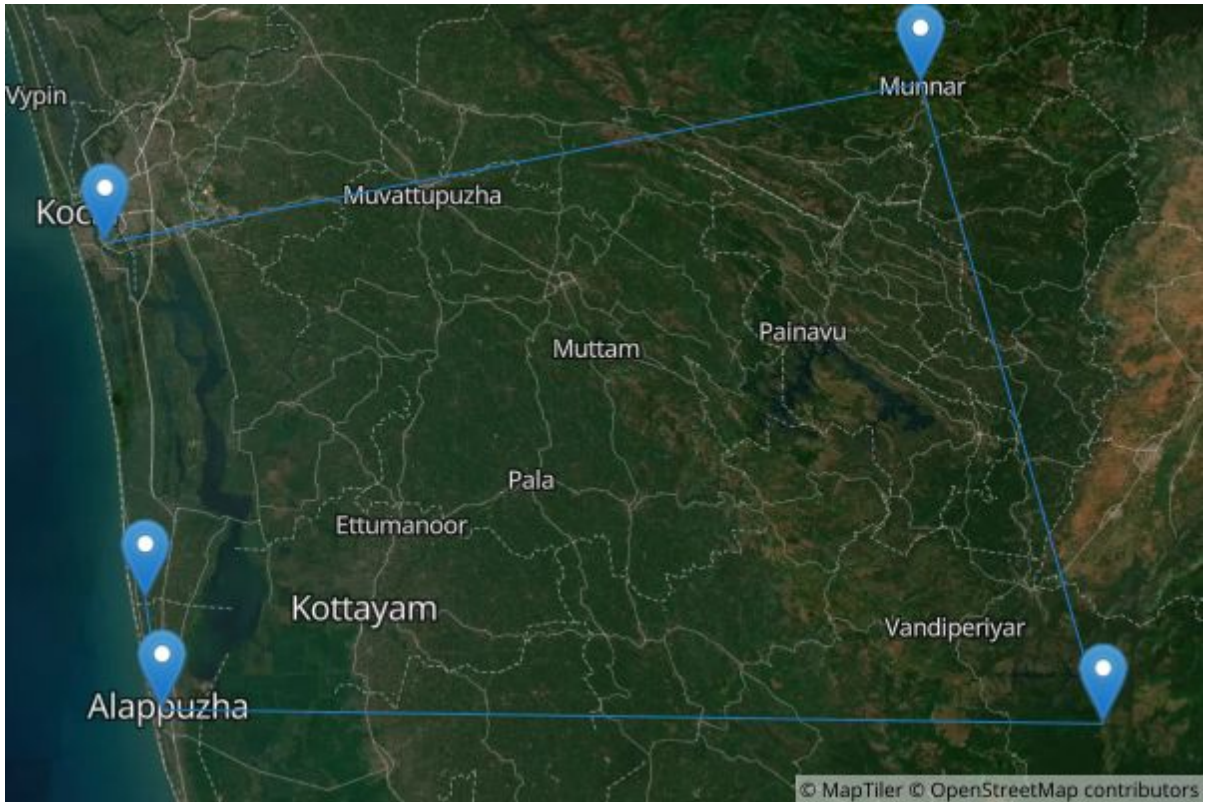 Munnar
Vypin
Muvattupuzha
Painavu
Muttam
Pala
Ettumanoor
Kottayam
Vandiperiyar
Alappuzha
© MapTiler © OpenStreetMap contributors